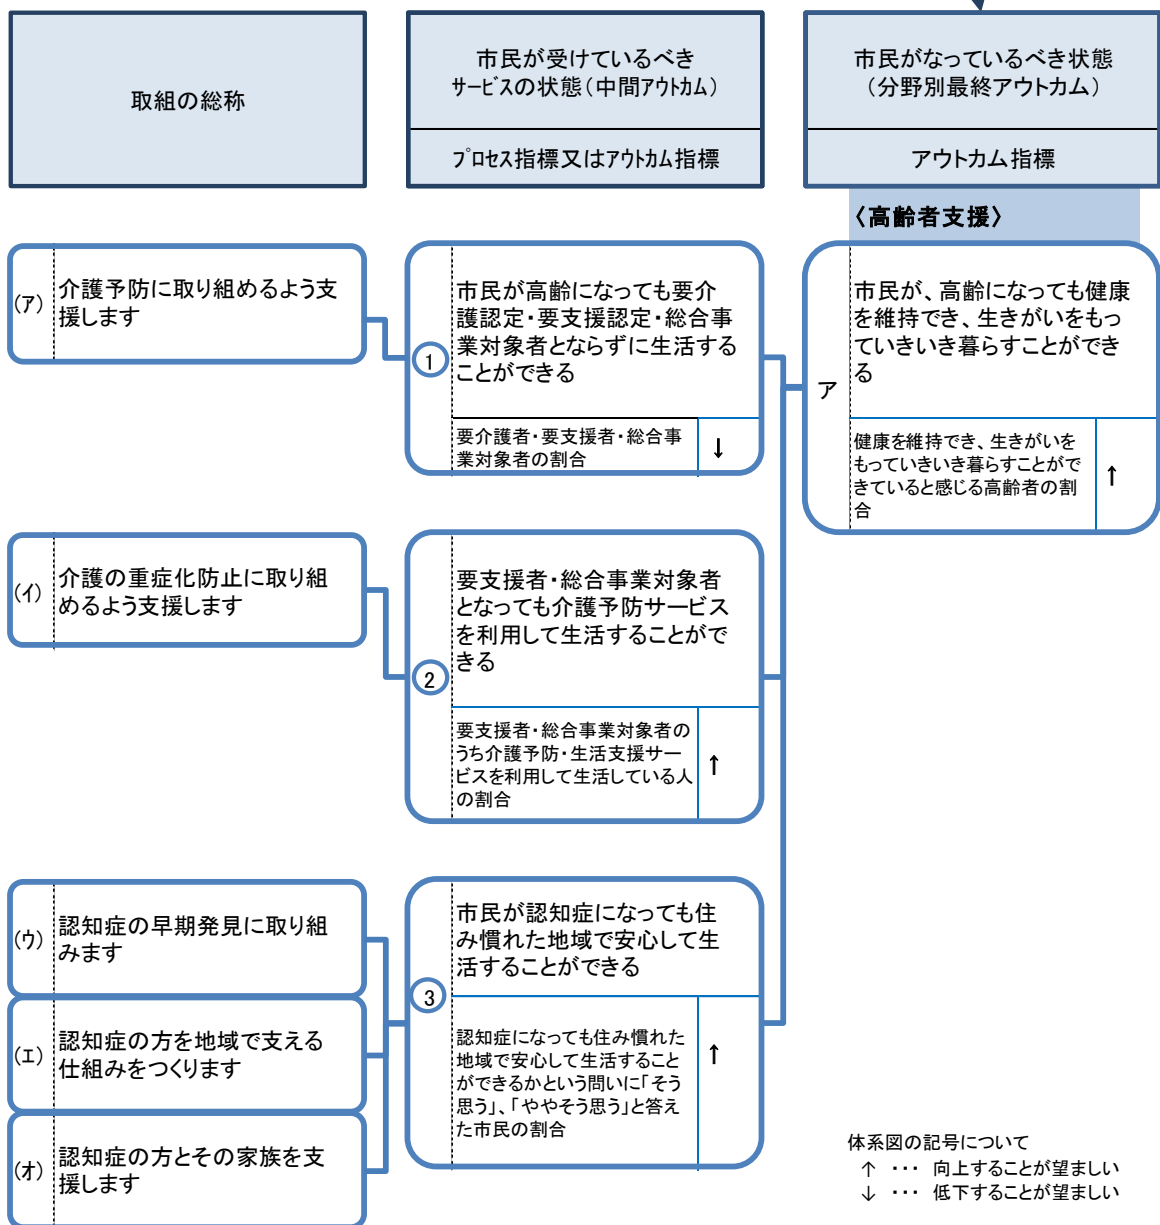 取組の総称
市民が受けているべき
サービスの状態(中間アウトカム)
プロセス指標又はアウトカム指標
市民がなっているべき状態
(分野別最終アウトカム)
アウトカム指標
〈高齢者支援〉
(ア)
介護予防に取り組めるよう支
援します
①
市民が高齢になっても要介
護認定・要支援認定・総合事
業対象者とならずに生活する
ことができる
要介護者・要支援者・総合事
業対象者の割合
↓
ア
市民が、高齢になっても健康
を維持でき、生きがいをもっ
ていきいき暮らすことができ
る
健康を維持でき、生きがいを
もっていきいき暮らすことがで
きていると感じる高齢者の割
合
↑
(イ)
介護の重症化防止に取り組
めるよう支援します
②
要支援者・総合事業対象者
となっても介護予防サービス
を利用して生活することがで
きる
要支援者・総合事業対象者の
うち介護予防・生活支援サー
ビスを利用して生活している人
の割合
↑
(ウ)
認知症の早期発見に取り組
みます
(エ)
認知症の方を地域で支える
仕組みをつくります
(オ)
認知症の方とその家族を支
援します
③
市民が認知症になっても住
み慣れた地域で安心して生
活することができる
認知症になっても住み慣れた
地域で安心して生活すること
ができるかという問いに「そう
思う」、「ややそう思う」と答え
た市民の割合
↑
体系図の記号について
↑ ・・・ 向上することが望ましい
↓ ・・・ 低下することが望ましい